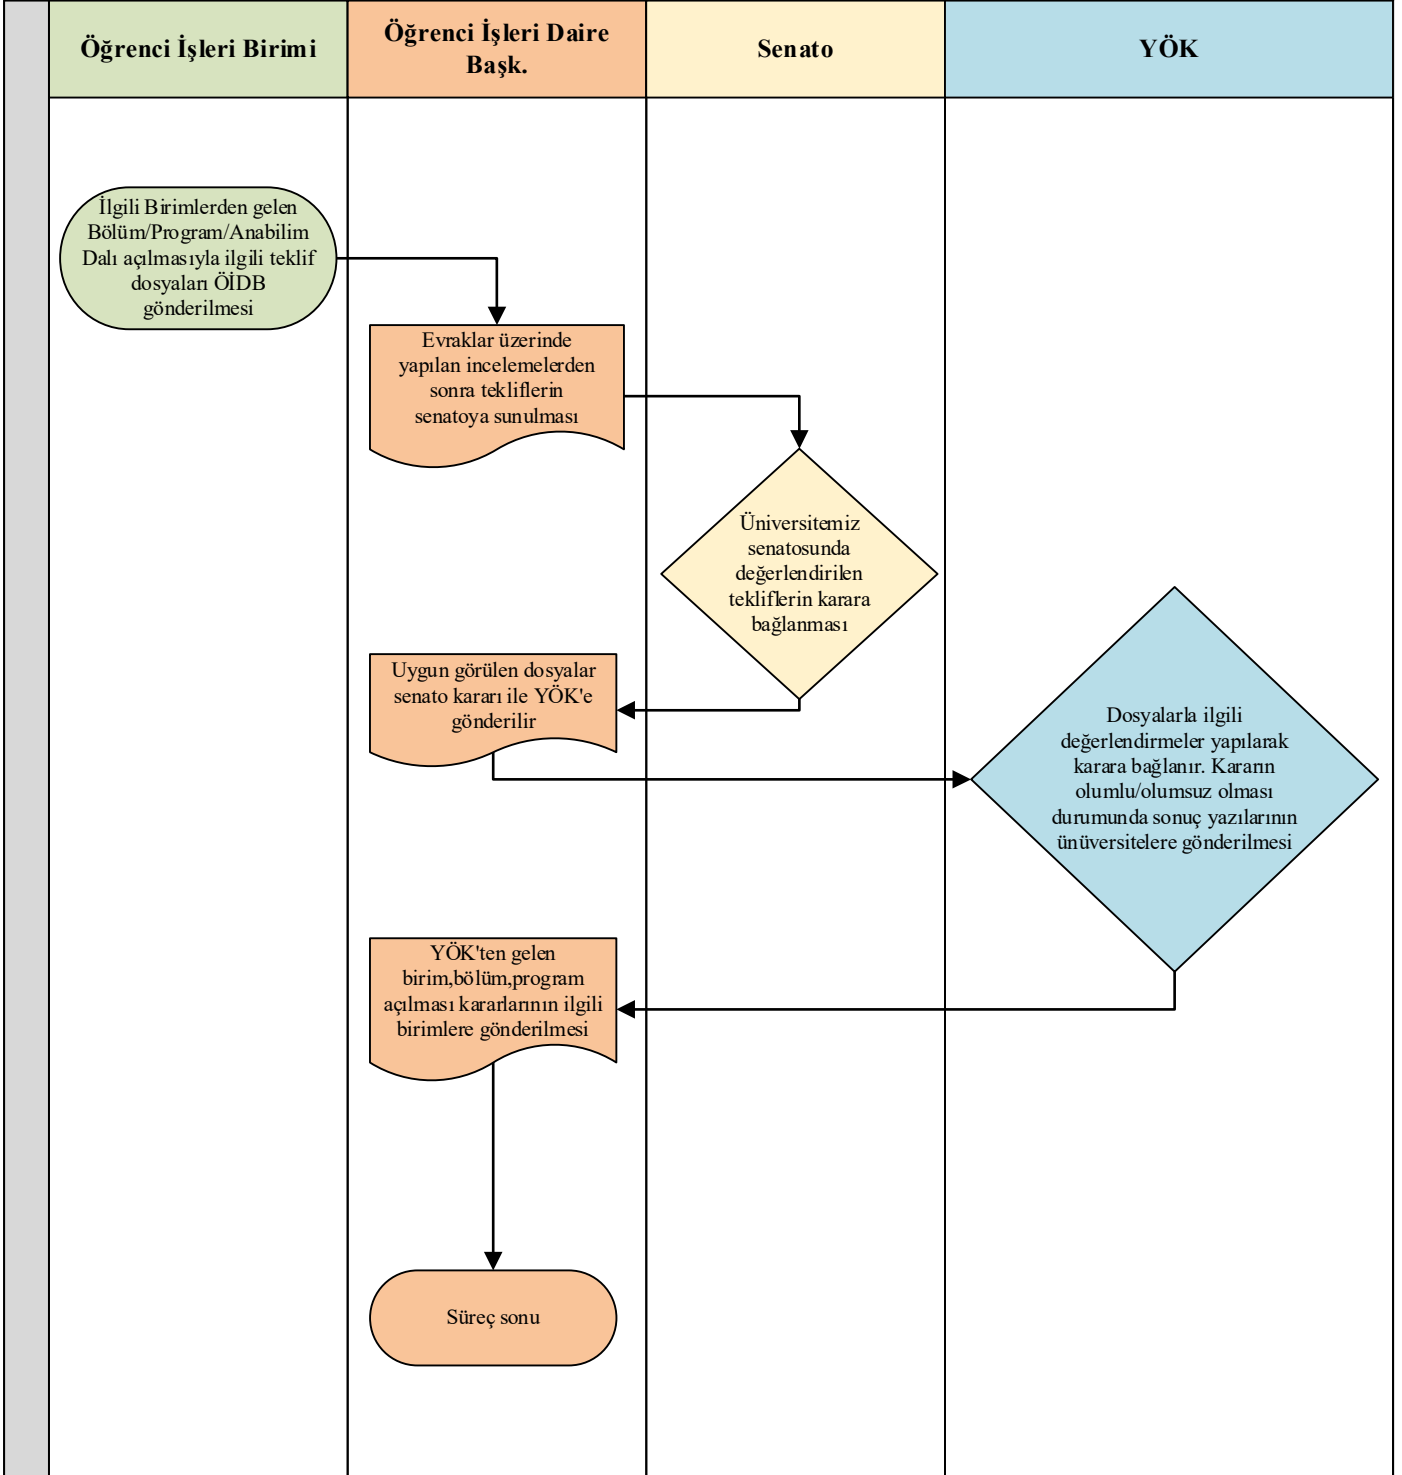 Öğrenci İşleri Birimi
Öğrenci İşleri Daire
Başk.
Senato
YÖK
İlgili Birimlerden gelen
Bölüm/Program/Anabilim
Dalı açılmasıyla ilgili teklif
dosyaları ÖİDB
gönderilmesi
Evraklar üzerinde
yapılan incelemelerden
sonra tekliflerin
senatoya sunulması
Üniversitemiz
senatosunda
değerlendirilen
tekliflerin karara
bağlanması
Uygun görülen dosyalar
senato kararı ile YÖK'e
gönderilir
Dosyalarla ilgili
değerlendirmeler yapılarak
karara bağlanır. Kararın
olumlu/olumsuz olması
durumunda sonuç yazılarının
ünüversitelere gönderilmesi
YÖK'ten gelen
birim,bölüm,program
açılması kararlarının ilgili
birimlere gönderilmesi
Süreç sonu